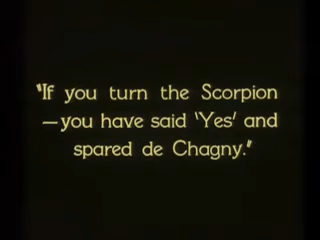 "If you turn the Scorpion
—you have said 'Yes' and
spared de Chagny."